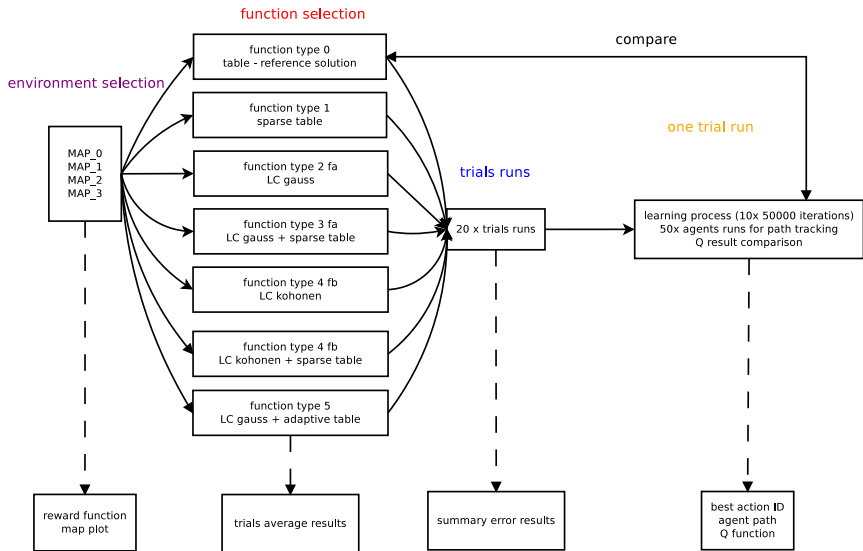 function selection
function type 0
table - reference solution
compare
environment selection
function type 1
sparse table
one trial run
MAP_0
MAP_1
MAP_2
MAP_3
function type 2 fa
LC gauss
trials runs
function type 3 fa
LC gauss + sparse table
20 x trials runs
learning process (10x 50000 iterations)
50x agents runs for path tracking
Q result comparison
function type 4 fb
LC kohonen
function type 4 fb
LC kohonen + sparse table
function type 5
LC gauss + adaptive table
reward function
map plot
trials average results
summary error results
best action ID
agent path
Q function